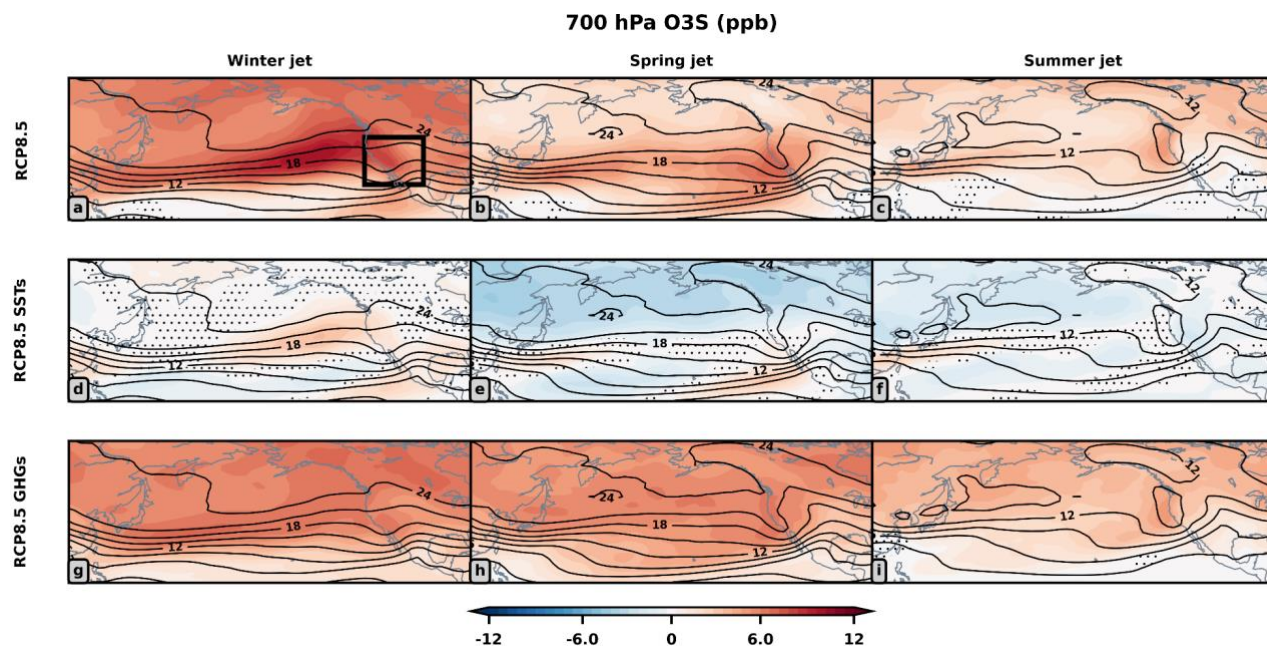 700 hPa O3S (ppb)
Winter jet Spring jet Summer jet
RCP8.5
24 18 12 a
24 24 18 12 b
12 12 c
RCP8.5 SSTs
24 18 12 d
24 24 18 12 e
12 12 f
RCP8.5 GHGs
24 18 12 g
24 24 18 12 h
12 12 i
-12 -6.0 0 6.0 12